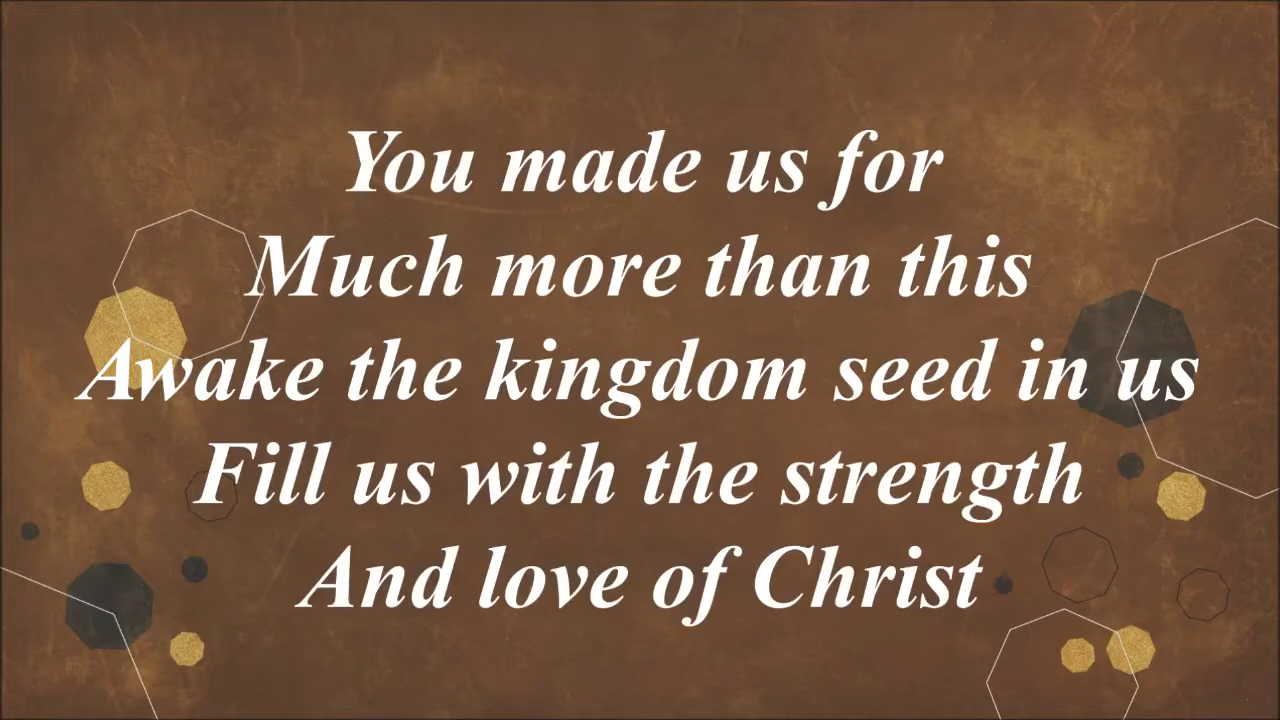 You made us for
Much more than this
Awake the kingdom seed in us
Fill us with the strength
And love of Christ